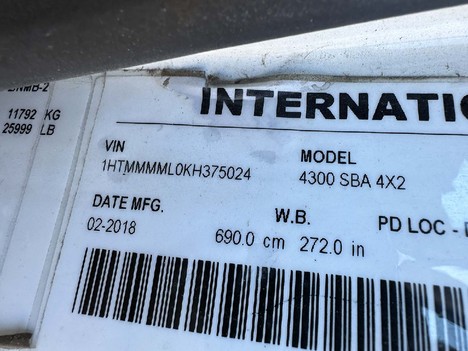 11792 KG
25999 LB
INTERNATI
VIN
1HTMMMML0KH375024
MODEL
4300 SBA 4X2
DATE MFG.
02-2018
W.B.
690.0 cm 272.0 in
PD LOC -